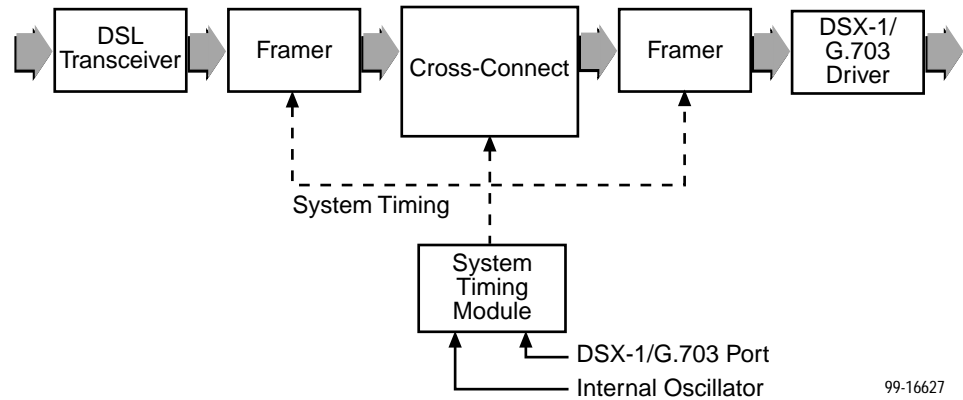 DSL
Transceiver
Framer
Cross-Connect
Framer
DSX-1/
G.703
Driver
System Timing
System
Timing
Module
DSX-1/G.703 Port
Internal Oscillator
99-16627